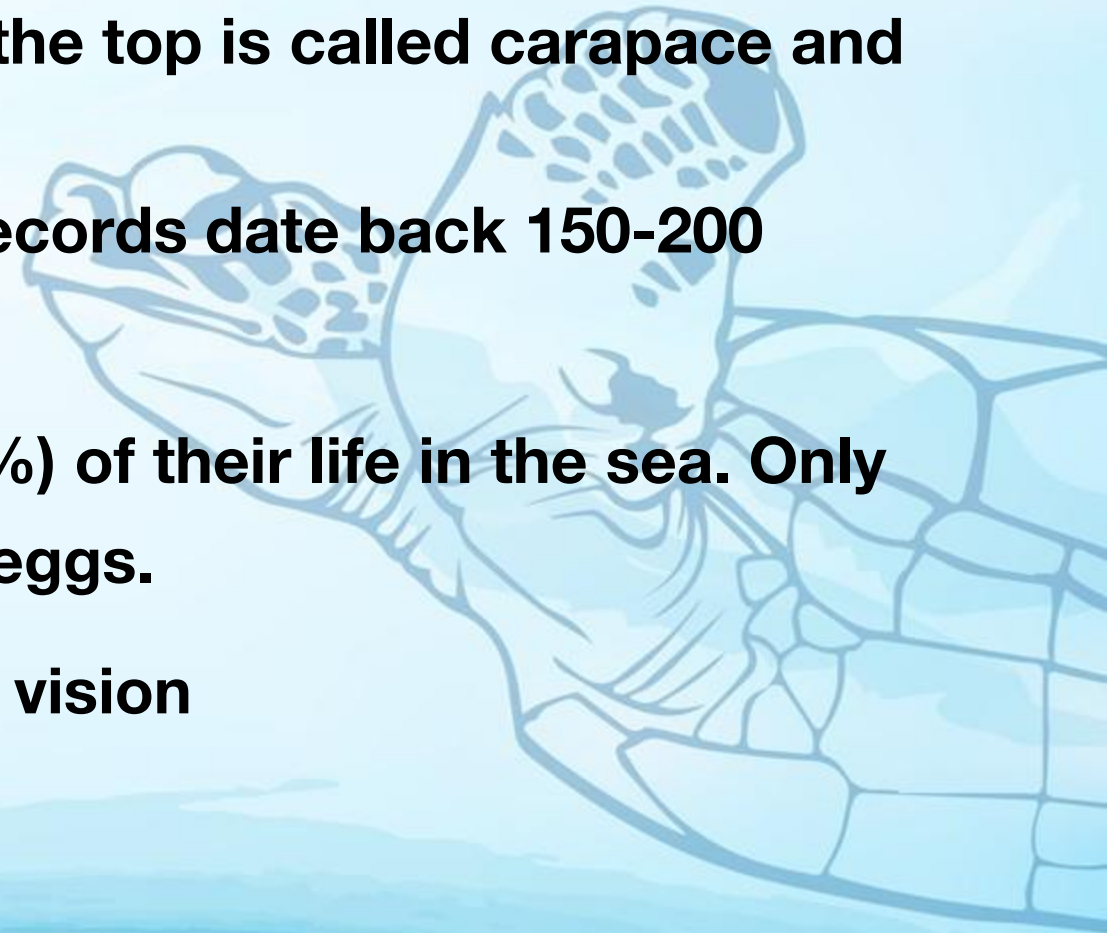 the top is called carapace and
ecords date back 150-200
%) of their life in the sea. Only
eggs.
vision